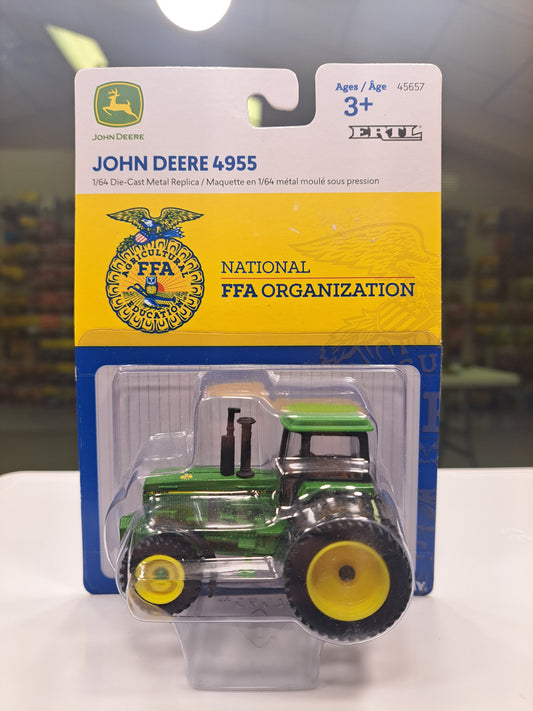 JOHN DEERE
Ages / Âge 45657
3+
ERTL
JOHN DEERE 4955
1/64 Die-Cast Metal Replica / Maquette en 1/64 métal moulé sous pression
AGRICULTURAL
FFA
EDUCATION
NATIONAL
FFA ORGANIZATION